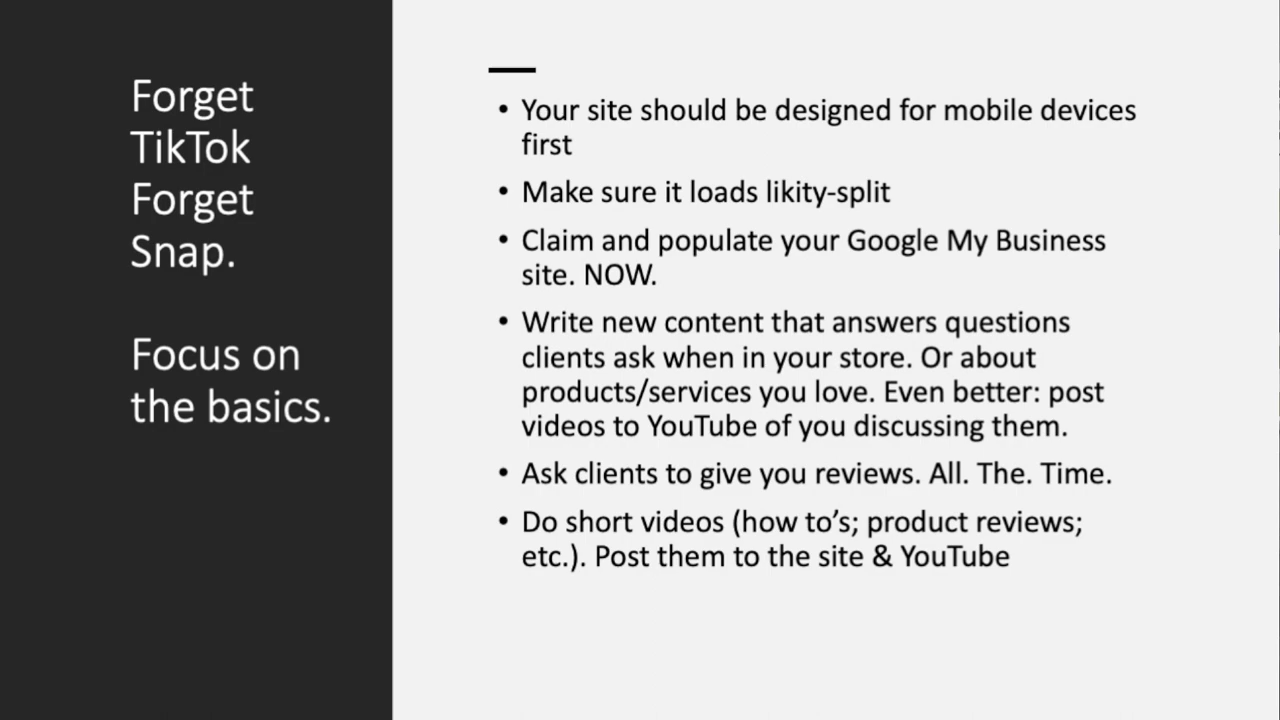 Forget
TikTok
Forget
Snap.
Focus on
the basics.
• Your site should be designed for mobile devices
first
• Make sure it loads likity-split
• Claim and populate your Google My Business
site. NOW.
• Write new content that answers questions
clients ask when in your store. Or about
products/services you love. Even better: post
videos to YouTube of you discussing them.
• Ask clients to give you reviews. All. The. Time.
• Do short videos (how to’s; product reviews;
etc.). Post them to the site & YouTube